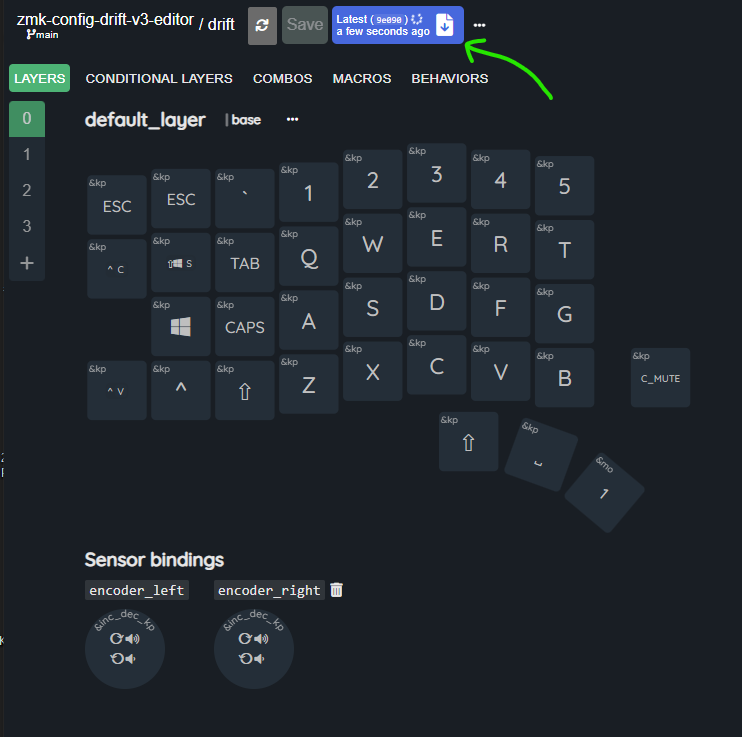 zmk-config-drift-v3-editor / drift
main
Save
Latest (9e090)
a few seconds ago
LAYERS CONDITIONAL LAYERS COMBOS MACROS BEHAVIORS
0
1
2
3
+
default_layer | base
&kp ESC
&kp ESC
&kp `
&kp 1
&kp 2
&kp 3
&kp 4
&kp 5
&kp ^ C
&kp ⇧ S
&kp TAB
&kp Q
&kp W
&kp E
&kp R
&kp T
&kp
&kp CAPS
&kp A
&kp S
&kp D
&kp F
&kp G
&kp ^ V
&kp ^
&kp ⇧
&kp Z
&kp X
&kp C
&kp V
&kp B
&kp C_MUTE
&kp ⇧
&kp ⎵
&mo 1
Sensor bindings
encoder_left encoder_right
&inc_dec_kp &inc_dec_kp